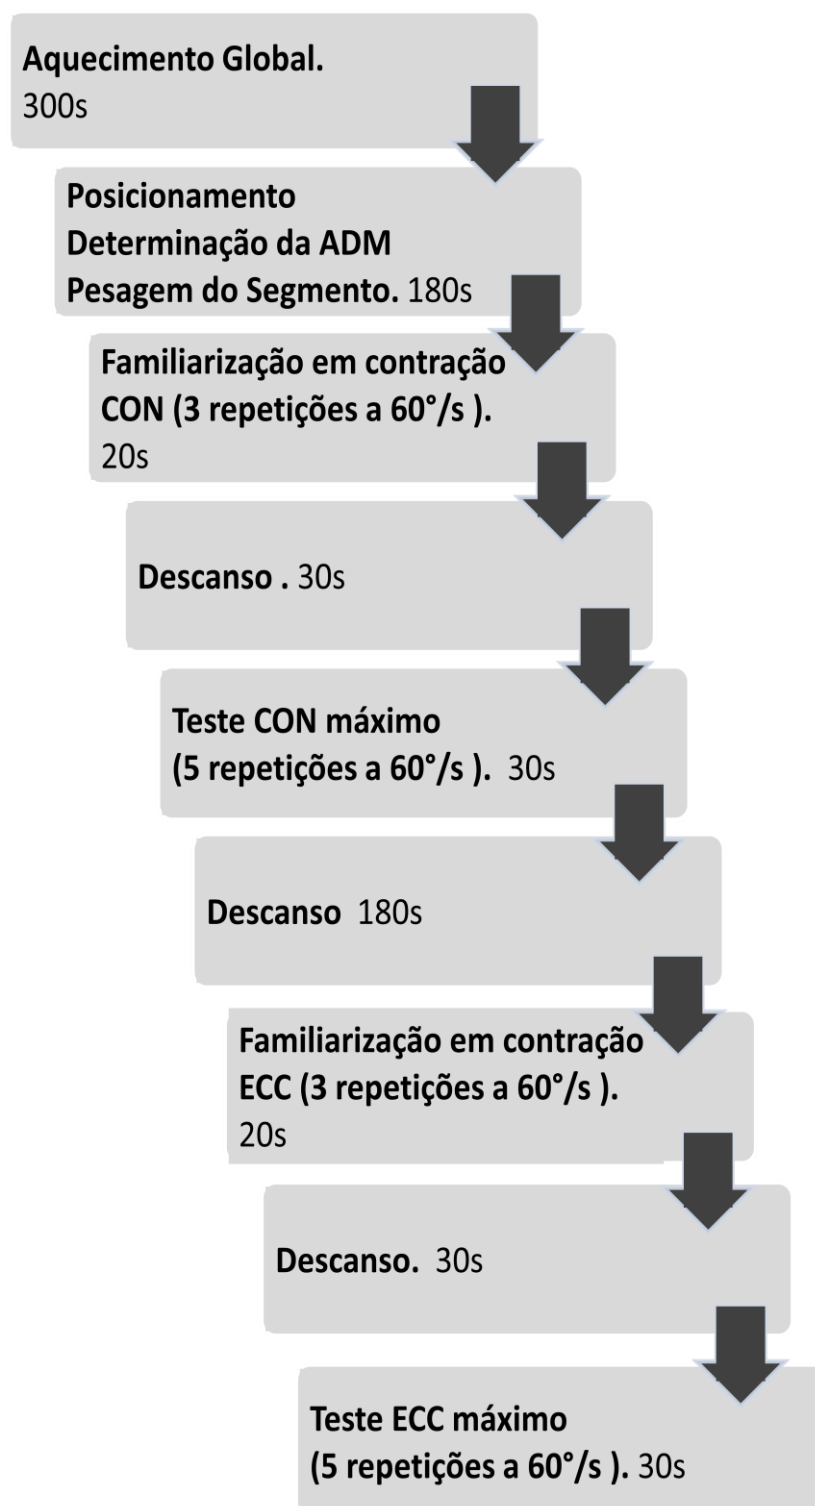 Aquecimento Global.
300s
Posicionamento
Determinação da ADM
Pesagem do Segmento. 180s
Familiarização em contração
CON (3 repetições a 60°/s ).
20s
Descanso . 30s
Teste CON máximo
(5 repetições a 60°/s ). 30s
Descanso 180s
Familiarização em contração
ECC (3 repetições a 60°/s ).
20s
Descanso. 30s
Teste ECC máximo
(5 repetições a 60°/s ). 30s